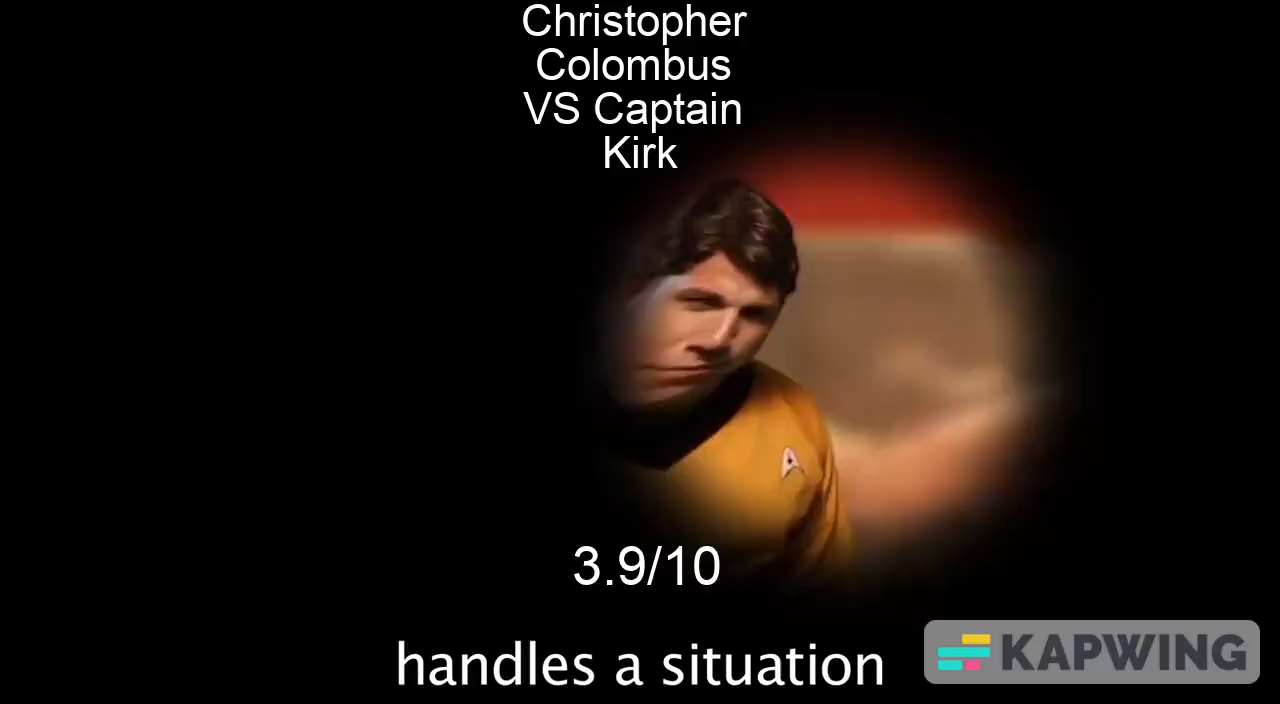 Christopher
Colombus
VS Captain
Kirk
3.9/10
handles a situation
KAPWING